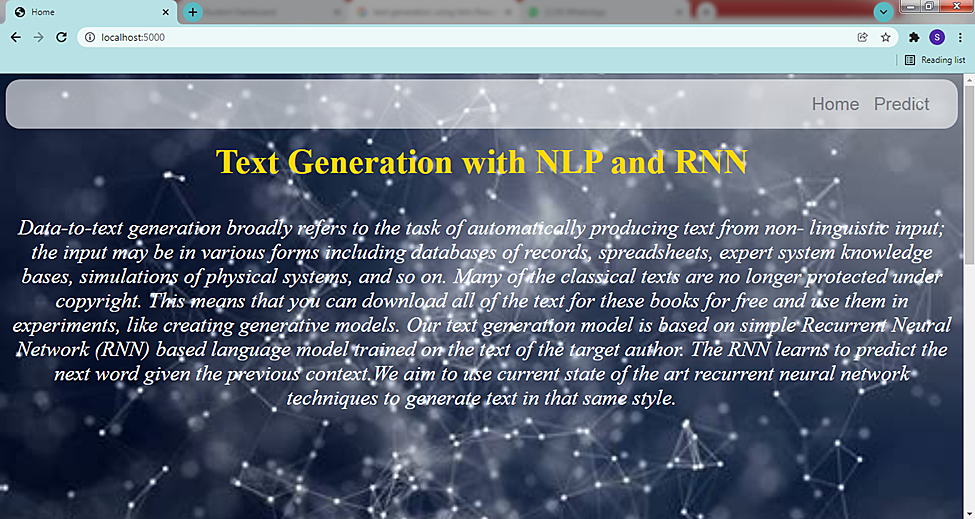 Home
localhost:5000
S
Reading list
Home Predict
Text Generation with NLP and RNN
Data-to-text generation broadly refers to the task of automatically producing text from non- linguistic input;
the input may be in various forms including databases of records, spreadsheets, expert system knowledge
bases, simulations of physical systems, and so on. Many of the classical texts are no longer protected under
copyright. This means that you can download all of the text for these books for free and use them in
experiments, like creating generative models. Our text generation model is based on simple Recurrent Neural
Network (RNN) based language model trained on the text of the target author. The RNN learns to predict the
next word given the previous context.We aim to use current state of the art recurrent neural network
techniques to generate text in that same style.